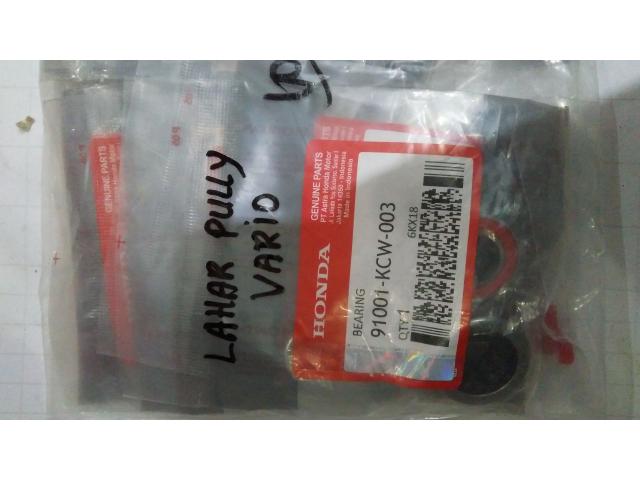 LAHAR PULLY
VARIO
HONDA
GENUINE PARTS
PT Astra Honda Motor
Jakarta 14350 - Indonesia
Made in Indonesia
BEARING
91001-KCW-003
QTY 1
6KX18
GENUINE PARTS